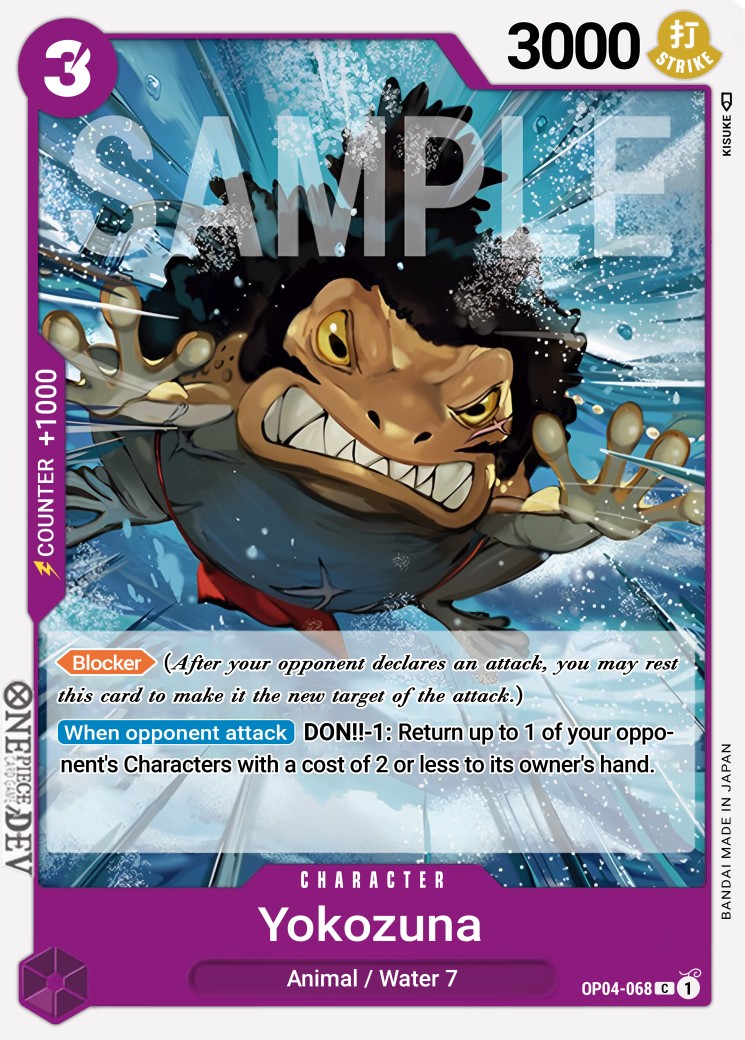 3
3000
打
STRIKE
KISUKE
SAMPLE
COUNTER +1000
Blocker (After your opponent declares an attack, you may rest
this card to make it the new target of the attack.)
When opponent attack DON!!-1: Return up to 1 of your oppo-
nent's Characters with a cost of 2 or less to its owner's hand.
ONE PIECE CARD GAME .DEV
BANDAI MADE IN JAPAN
CHARACTER
Yokozuna
Animal / Water 7
OP04-068 C 1